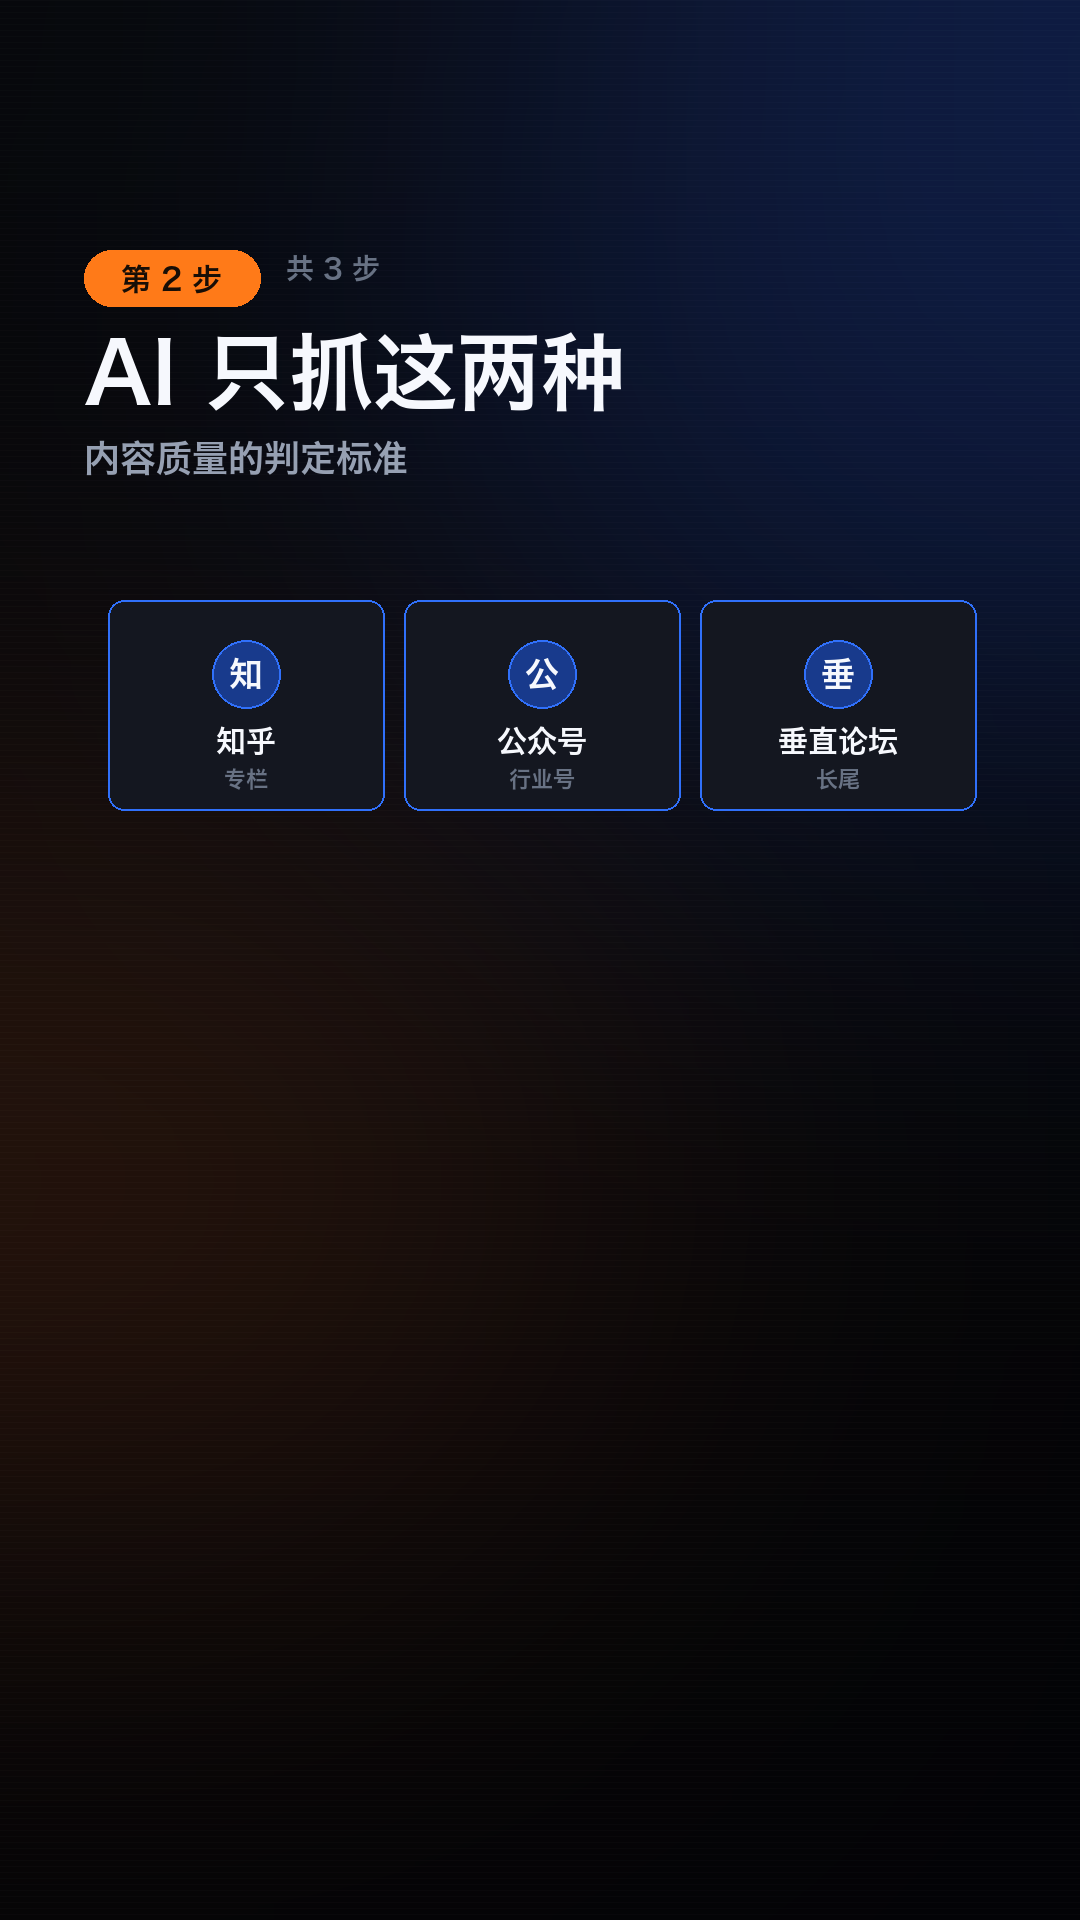 第 2 步
共 3 步
AI 只抓这两种
内容质量的判定标准
知
知乎
专栏
公
公众号
行业号
垂
垂直论坛
长尾